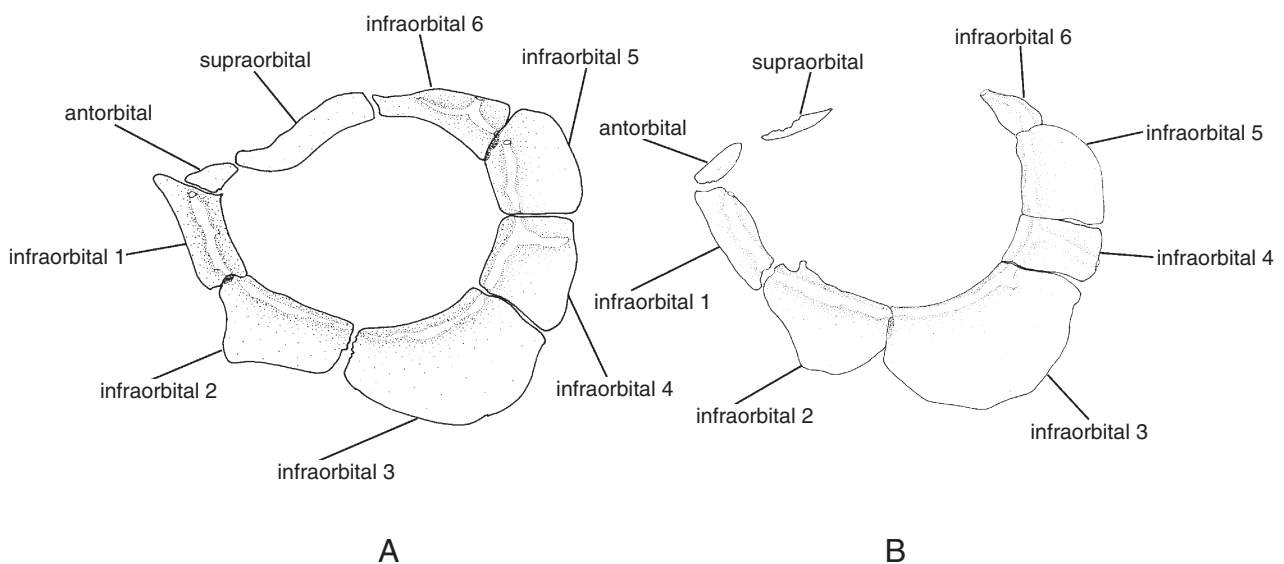 infraorbital 6
supraorbital
infraorbital 5
antorbital
infraorbital 1
infraorbital 2
infraorbital 4
infraorbital 3
A
infraorbital 6
supraorbital
antorbital
infraorbital 5
infraorbital 4
infraorbital 1
infraorbital 2
infraorbital 3
B